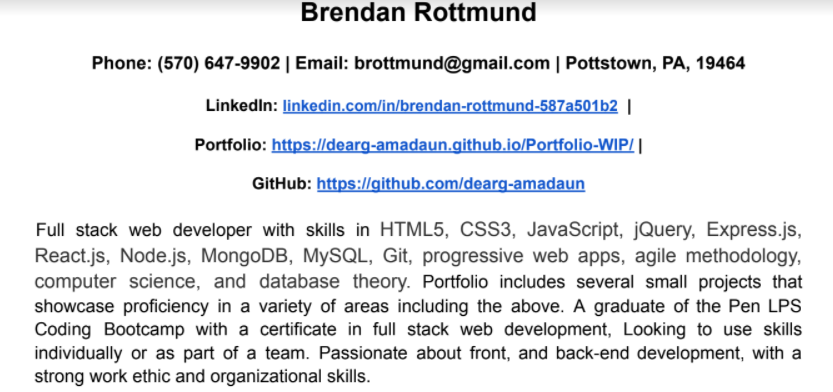 Brendan Rottmund
Phone: (570) 647-9902 | Email: brottmund@gmail.com | Pottstown, PA, 19464
LinkedIn: linkedin.com/in/brendan-rottmund-587a501b2 |
Portfolio: https://dearg-amadaun.github.io/Portfolio-WIP/ |
GitHub: https://github.com/dearg-amadaun
Full stack web developer with skills in HTML5, CSS3, JavaScript, jQuery, Express.js,
React.js, Node.js, MongoDB, MySQL, Git, progressive web apps, agile methodology,
computer science, and database theory. Portfolio includes several small projects that
showcase proficiency in a variety of areas including the above. A graduate of the Pen LPS
Coding Bootcamp with a certificate in full stack web development, Looking to use skills
individually or as part of a team. Passionate about front, and back-end development, with a
strong work ethic and organizational skills.